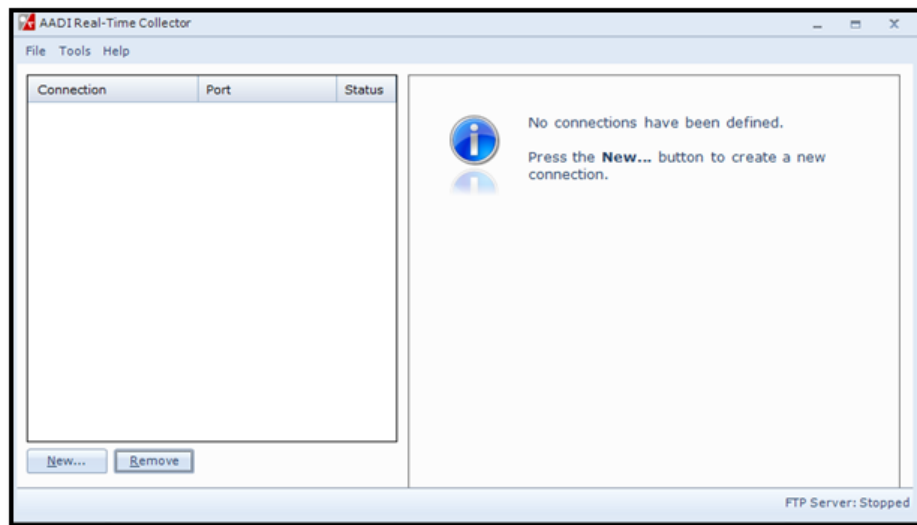 AADI Real-Time Collector
File Tools Help
Connection Port Status
No connections have been defined.
Press the New... button to create a new
connection.
New... Remove
FTP Server: Stopped